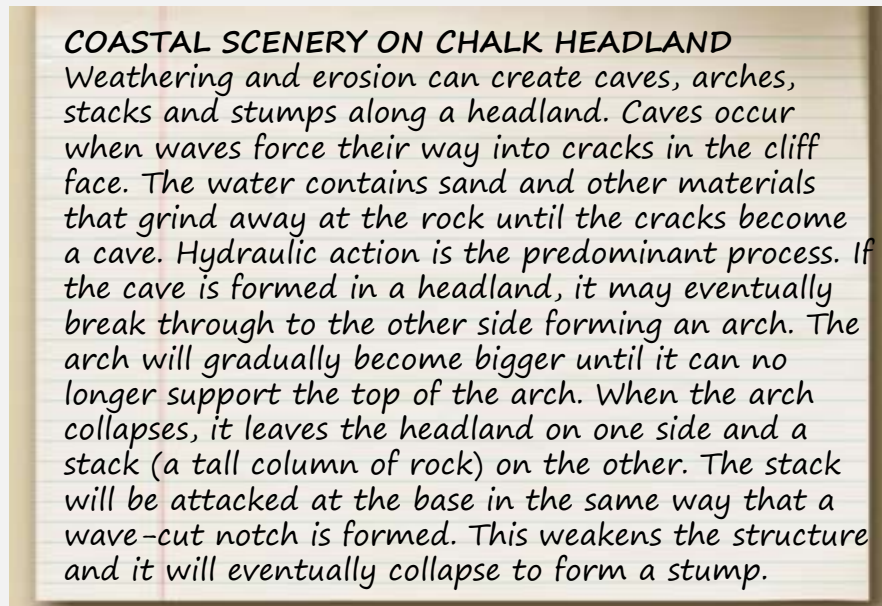 COASTAL SCENERY ON CHALK HEADLAND
Weathering and erosion can create caves, arches,
stacks and stumps along a headland. Caves occur
when waves force their way into cracks in the cliff
face. The water contains sand and other materials
that grind away at the rock until the cracks become
a cave. Hydraulic action is the predominant process. If
the cave is formed in a headland, it may eventually
break through to the other side forming an arch. The
arch will gradually become bigger until it can no
longer support the top of the arch. When the arch
collapses, it leaves the headland on one side and a
stack (a tall column of rock) on the other. The stack
will be attacked at the base in the same way that a
wave-cut notch is formed. This weakens the structure
and it will eventually collapse to form a stump.